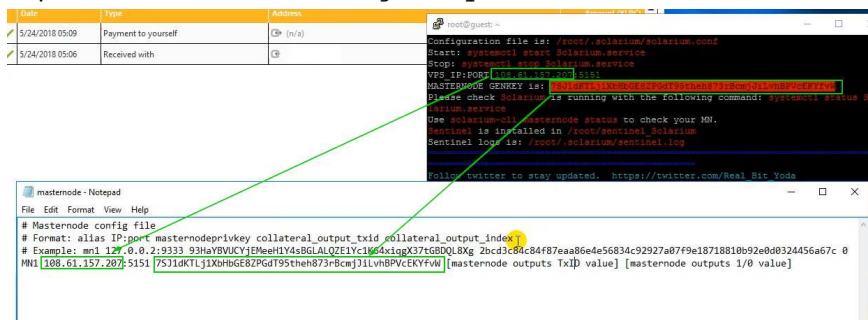 Date Type Address
5/24/2018 05:09 Payment to yourself (n/a)
5/24/2018 05:06 Received with
root@guest: ~
Configuration file is: /root/.solarium/solarium.conf
Start: systemctl start Solarium.service
Stop: systemctl stop Solarium.service
VPS_IP:PORT 108.61.157.207:5151
MASTERNODE GENKEY is: 7SJ1dKTLj1XbHbGE8ZPGdT95theh873rBcmjJiLvhBPVcEKYfvW
Please check Solarium is running with the following command: systemctl status S
larium.service
Use solarium-cli masternode status to check your MN.
Sentinel is installed in /root/sentinel_Solarium
Sentinel logs is: /root/.solarium/sentinel.log
Follow twitter to stay updated. https://twitter.com/Real_Bit_Yoda
masternode - Notepad
File Edit Format View Help
# Masternode config file
# Format: alias IP:port masternodeprivkey collateral_output_txid collateral_output_index
# Example: mn1 127.0.0.2:9333 93HaYBVUCYjEMeeH1Y4sBGLALQZE1Yc1K64xiqgX37tGBDQL8Xg 2bcd3c84c84f87eaa86e4e56834c92927a07f9e18718810b92e0d0324456a67c 0
MN1 108.61.157.207:5151 7SJ1dKTLj1XbHbGE8ZPGdT95theh873rBcmjJiLvhBPVcEKYfvW [masternode outputs TxID value] [masternode outputs 1/0 value]